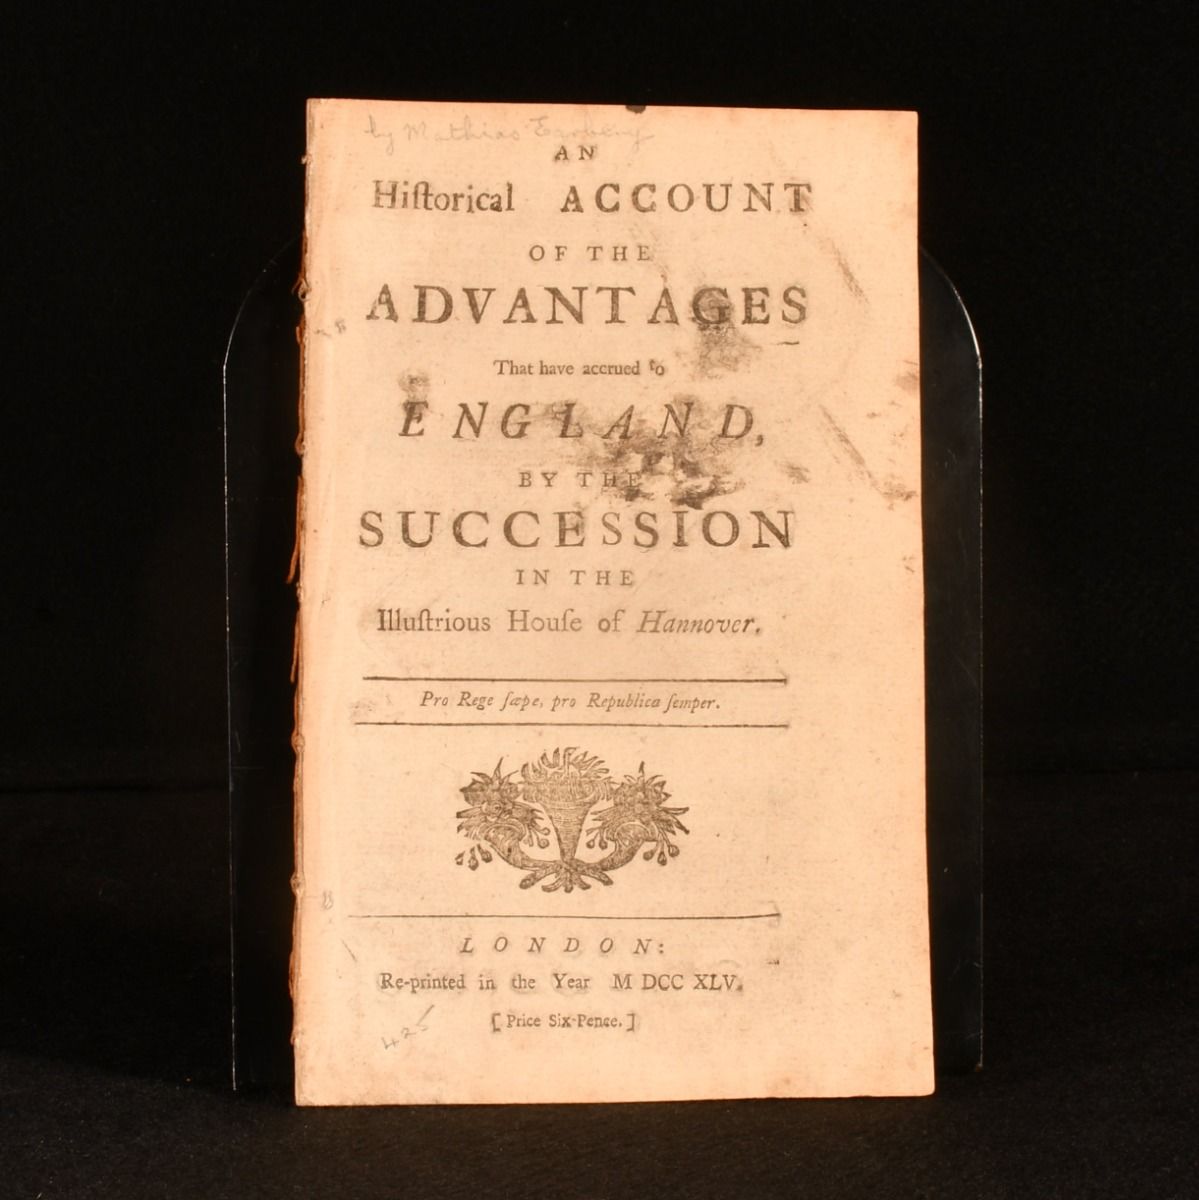 by Mathias Earbery
AN
Hiſtorical ACCOUNT
OF THE
ADVANTAGES
That have accrued to
ENGLAND,
BY THE
SUCCESSION
IN THE
Illuſtrious Houſe of Hannover.
Pro Rege ſæpe, pro Republica ſemper.
LONDON:
Re-printed in the Year M DCC XLV.
[Price Six-Pence.]
425